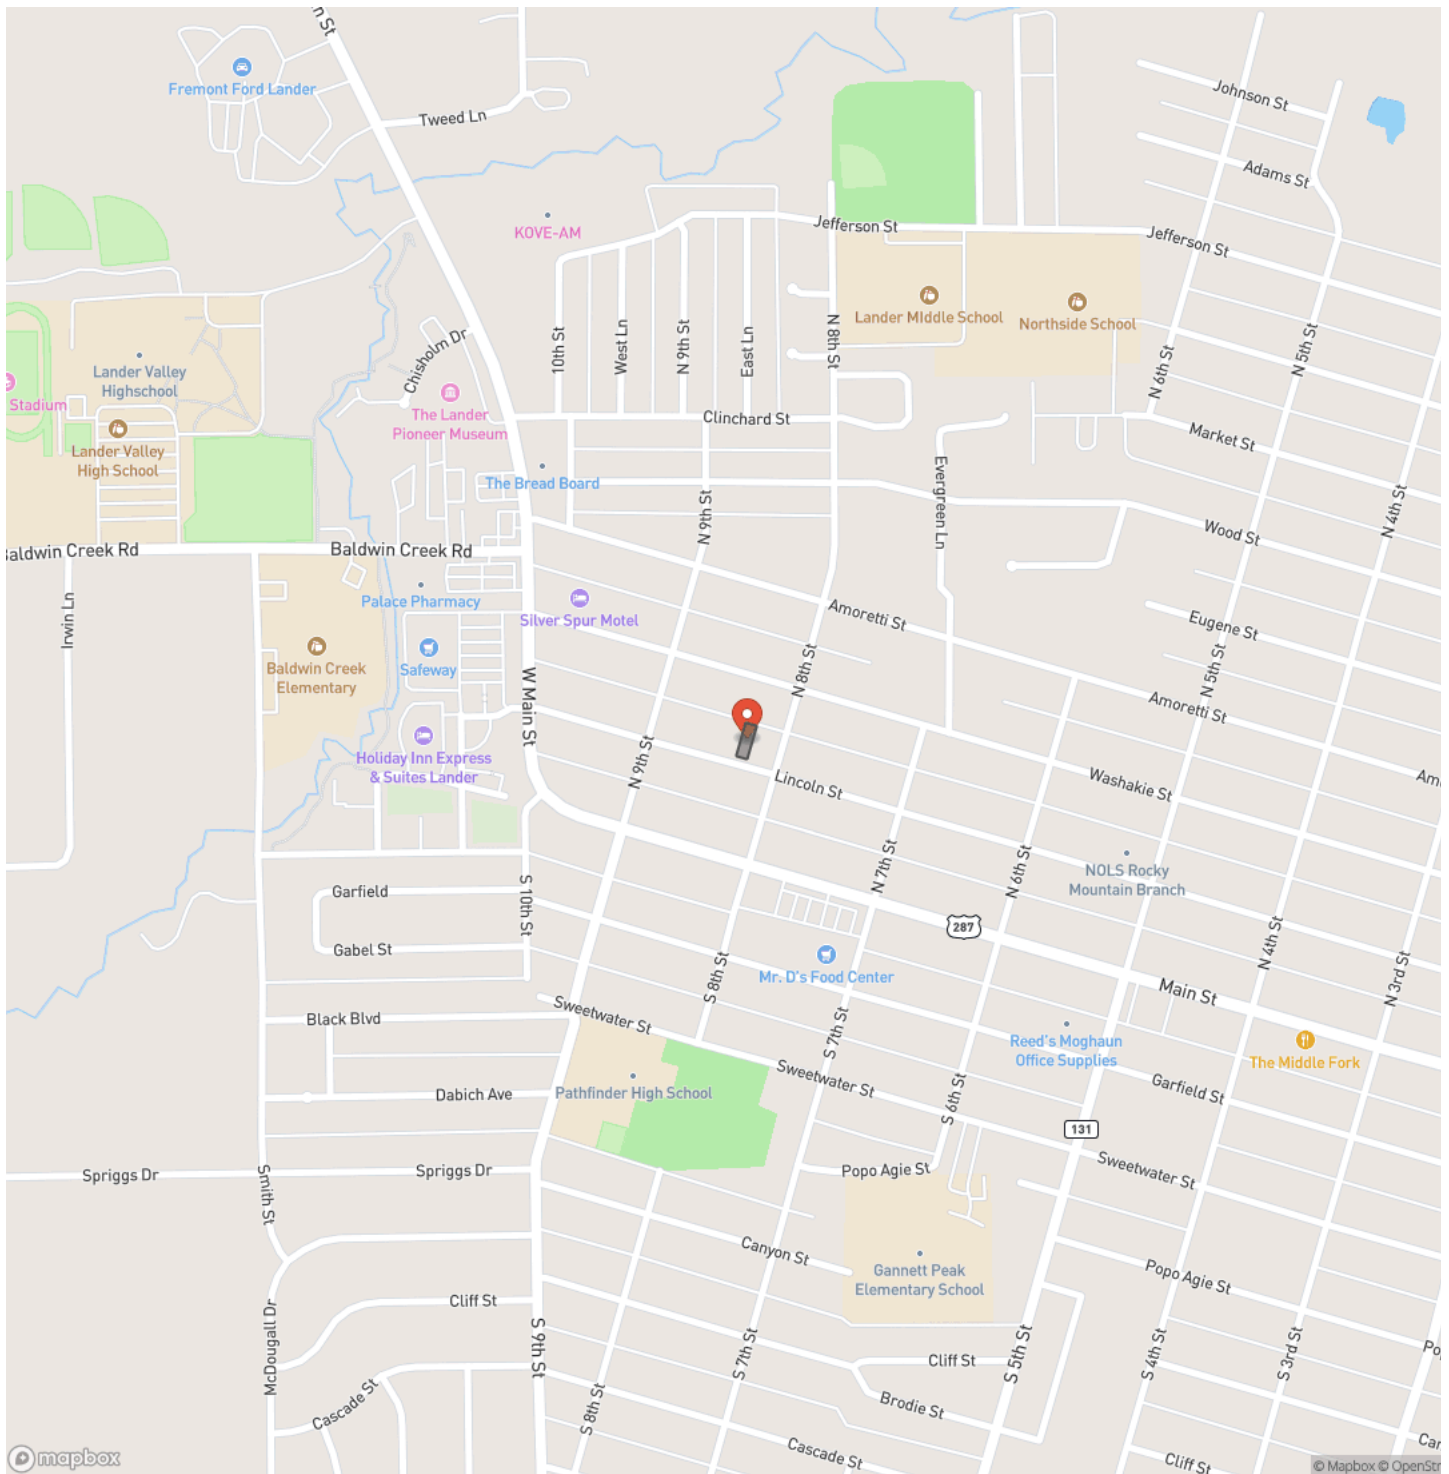 n St
Fremont Ford Lander
Tweed Ln
Johnson St
Adams St
KOVE-AM
Jefferson St
Jefferson St
Lander MIddle School
Northside School
10th St
West Ln
N 9th St
East Ln
N 8th St
N 6th St
N 5th St
Chisholm Dr
Lander Valley
Highschool
Stadium
The Lander
Pioneer Museum
Clinchard St
Market St
Lander Valley
High School
The Bread Board
Evergreen Ln
N 9th St
N 4th St
Wood St
Baldwin Creek Rd
Baldwin Creek Rd
Palace Pharmacy
Silver Spur Motel
Irwin Ln
Amoretti St
Eugene St
Baldwin Creek
Elementary
Safeway
W Main St
N 8th St
N 5th St
Amoretti St
Holiday Inn Express
& Suites Lander
N 9th St
Lincoln St
Washakie St
Am
N 7th St
N 6th St
NOLS Rocky
Mountain Branch
Garfield
S 10th St
287
N 4th St
Gabel St
Mr. D's Food Center
S 8th St
N 3rd St
Main St
Black Blvd
Sweetwater St
S 7th St
Reed's Moghaun
Office Supplies
The Middle Fork
Sweetwater St
Garfield St
Dabich Ave
Pathfinder High School
S 6th St
131
Spriggs Dr
Spriggs Dr
Smith St
Popo Agie St
Sweetwater St
Canyon St
Gannett Peak
Elementary School
Popo Agie St
McDougall Dr
Cliff St
S 9th St
S 7th St
S 5th St
S 4th St
S 3rd St
Po
Cliff St
Cascade St
S 8th St
Brodie St
Cascade St
Cliff St
Car
mapbox
© Mapbox © OpenStr